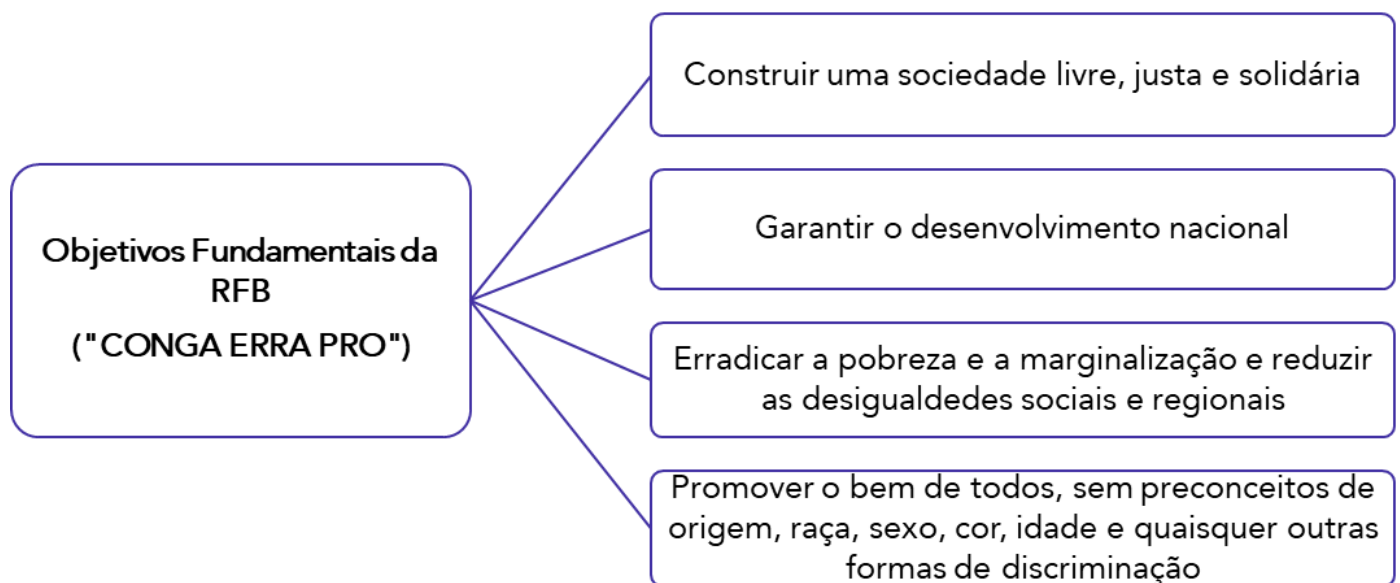 Objetivos Fundamentais da
RFB
("CONGA ERRA PRO")
Construir uma sociedade livre, justa e solidária
Garantir o desenvolvimento nacional
Erradicar a pobreza e a marginalização e reduzir
as desigualdedes sociais e regionais
Promover o bem de todos, sem preconceitos de
origem, raça, sexo, cor, idade e quaisquer outras
formas de discriminação